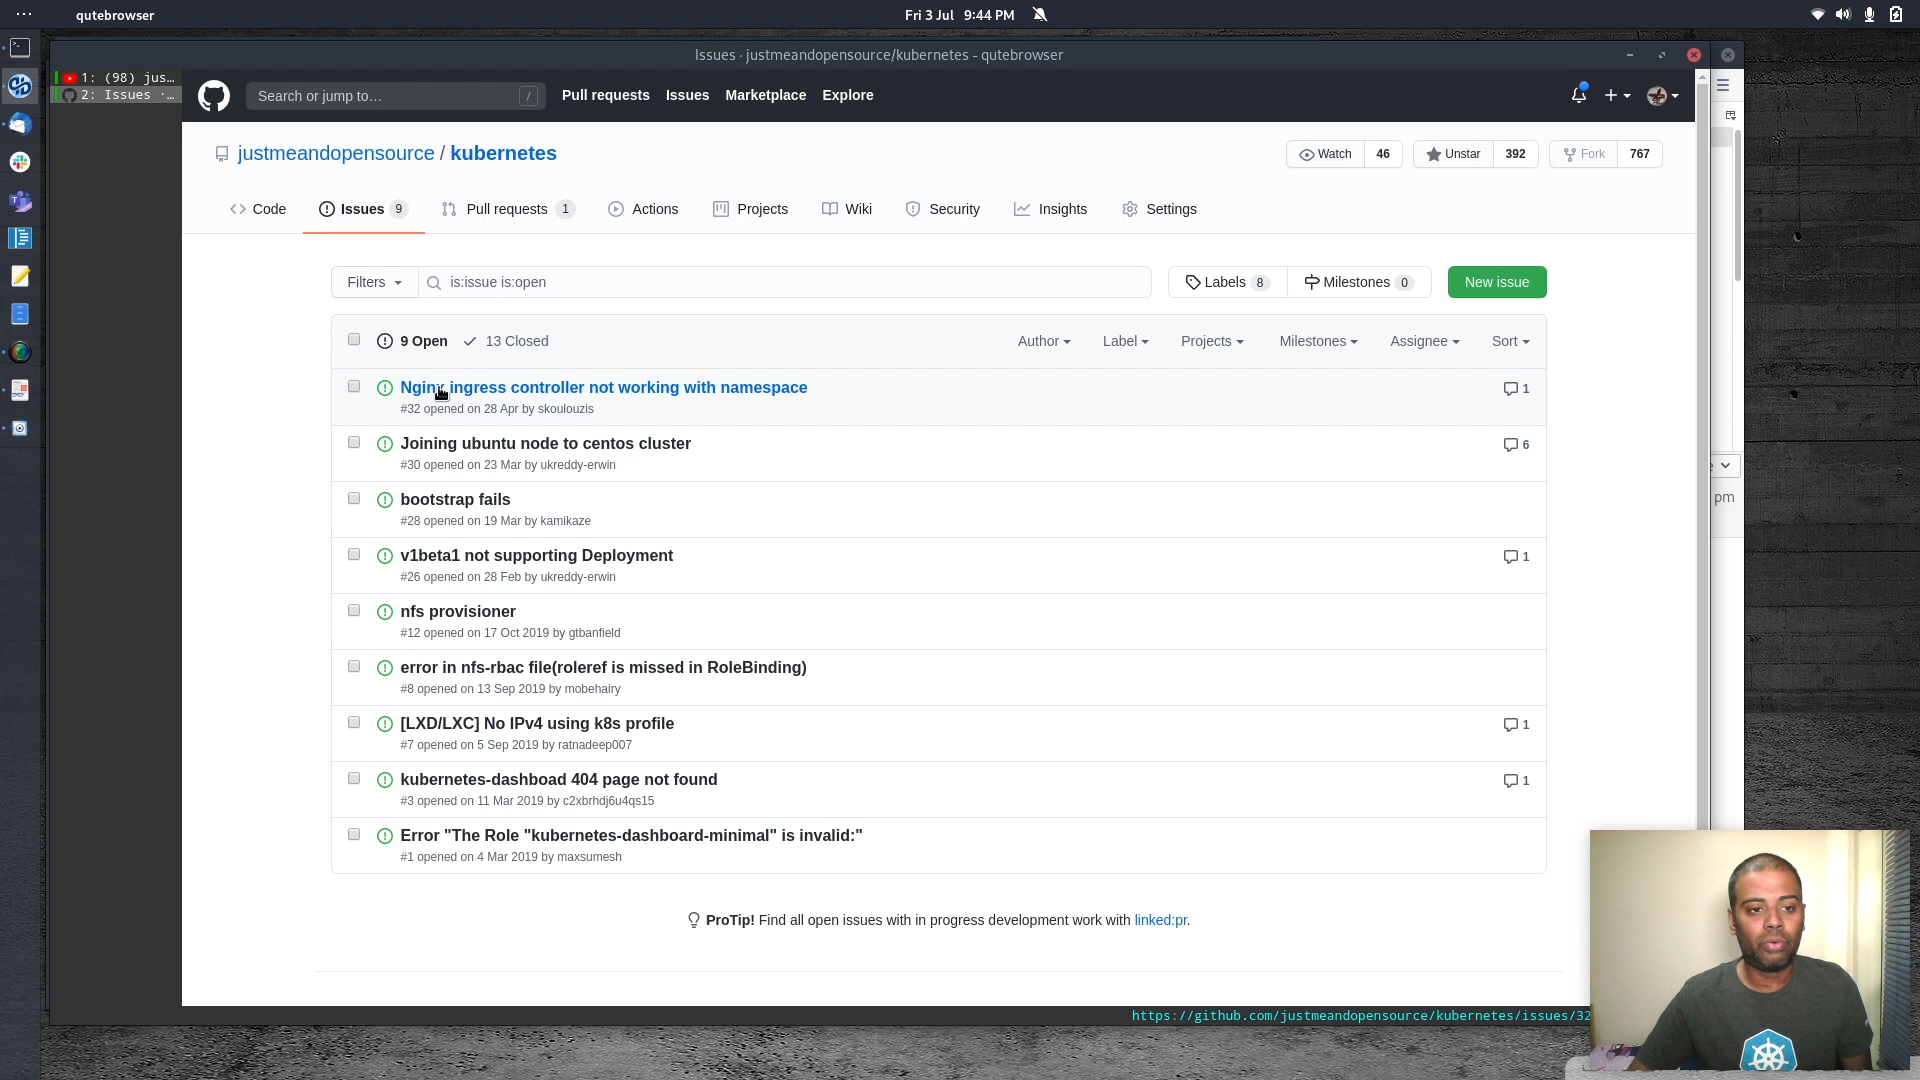 qutebrowser
Fri 3 Jul 9:44 PM
Issues · justmeandopensource/kubernetes - qutebrowser
1: (98) jus…
2: Issues ·…
Search or jump to…
/
Pull requests
Issues
Marketplace
Explore
justmeandopensource / kubernetes
Watch 46
Unstar 392
Fork 767
Code
Issues 9
Pull requests 1
Actions
Projects
Wiki
Security
Insights
Settings
Filters
is:issue is:open
Labels 8
Milestones 0
New issue
9 Open
13 Closed
Author
Label
Projects
Milestones
Assignee
Sort
Nginx ingress controller not working with namespace
1
#32 opened on 28 Apr by skoulouzis
Joining ubuntu node to centos cluster
6
#30 opened on 23 Mar by ukreddy-erwin
bootstrap fails
#28 opened on 19 Mar by kamikaze
v1beta1 not supporting Deployment
1
#26 opened on 28 Feb by ukreddy-erwin
nfs provisioner
#12 opened on 17 Oct 2019 by gtbanfield
error in nfs-rbac file(roleref is missed in RoleBinding)
#8 opened on 13 Sep 2019 by mobehairy
[LXD/LXC] No IPv4 using k8s profile
1
#7 opened on 5 Sep 2019 by ratnadeep007
kubernetes-dashboad 404 page not found
1
#3 opened on 11 Mar 2019 by c2xbrhdj6u4qs15
Error "The Role "kubernetes-dashboard-minimal" is invalid:"
#1 opened on 4 Mar 2019 by maxsumesh
ProTip! Find all open issues with in progress development work with linked:pr.
pm
https://github.com/justmeandopensource/kubernetes/issues/32